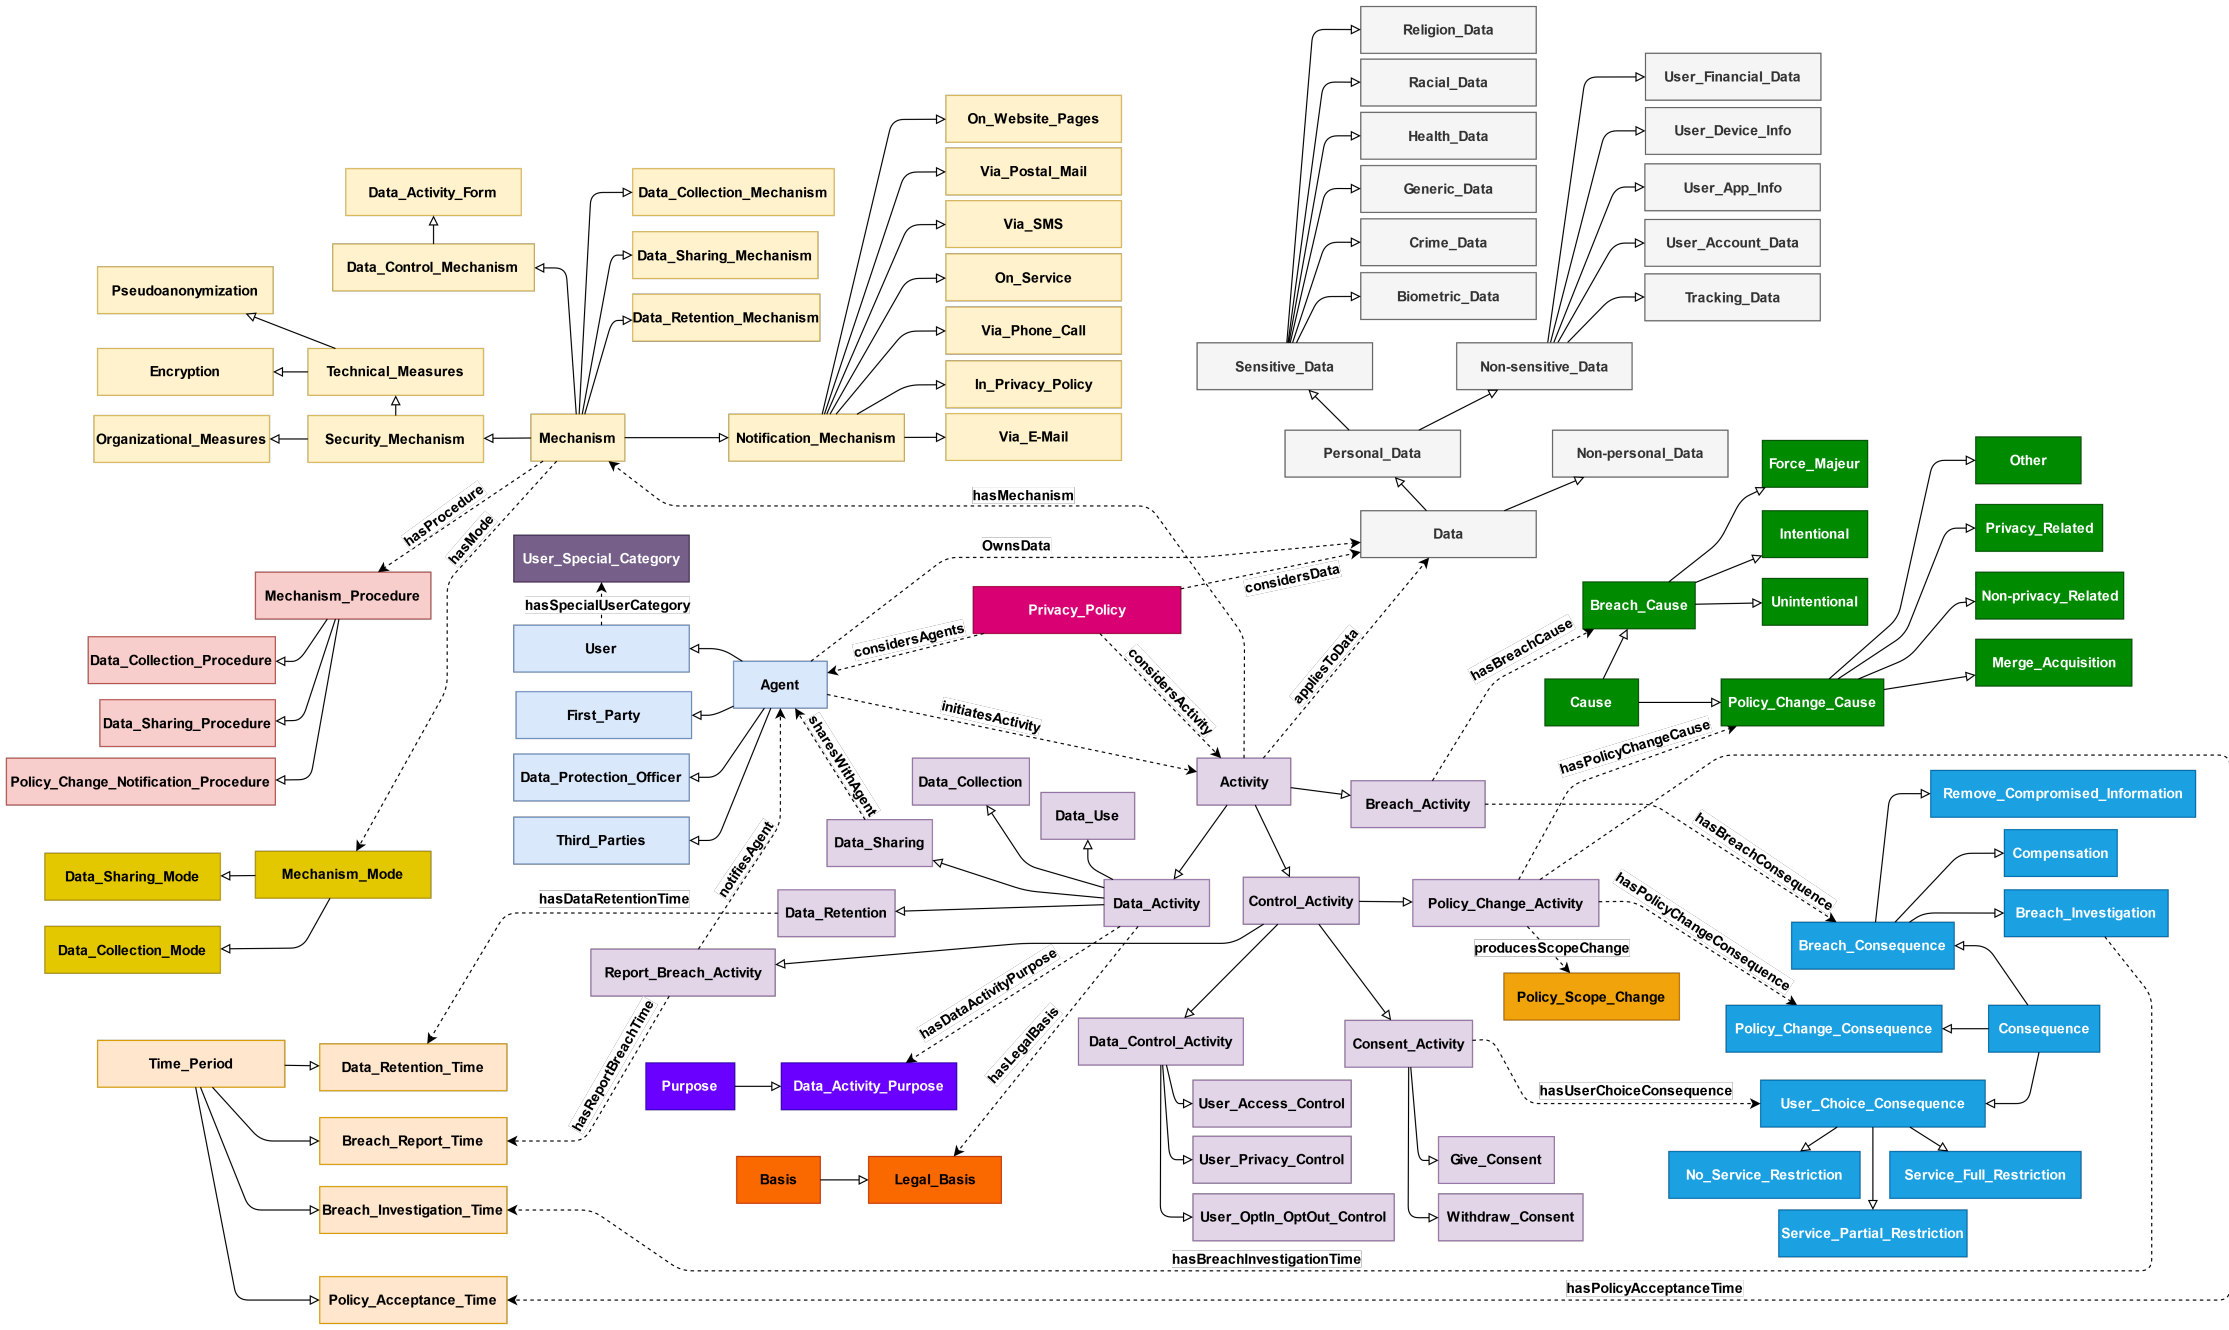 Religion_Data
User_Financial_Data
Racial_Data
On_Website_Pages
User_Device_Info
Health_Data
Via_Postal_Mail
Data_Activity_Form
Data_Collection_Mechanism
Generic_Data
User_App_Info
Via_SMS
Crime_Data
User_Account_Data
Data_Control_Mechanism
Data_Sharing_Mechanism
On_Service
Pseudoanonymization
Biometric_Data
Tracking_Data
Data_Retention_Mechanism
Via_Phone_Call
Encryption
Technical_Measures
In_Privacy_Policy
Sensitive_Data
Non-sensitive_Data
Organizational_Measures
Security_Mechanism
Mechanism
Notification_Mechanism
Via_E-Mail
Personal_Data
Non-personal_Data
Force_Majeur
Other
hasMechanism
hasProcedure
hasMode
Data
Intentional
Privacy_Related
OwnsData
User_Special_Category
considersData
Mechanism_Procedure
hasSpecialUserCategory
Privacy_Policy
Breach_Cause
Unintentional
Non-privacy_Related
considersAgents
User
Data_Collection_Procedure
considersActivity
appliesToData
hasBreachCause
Merge_Acquisition
Agent
Cause
Policy_Change_Cause
First_Party
initiatesActivity
Data_Sharing_Procedure
sharesWithAgent
hasPolicyChangeCause
Policy_Change_Notification_Procedure
Data_Protection_Officer
Data_Collection
Activity
Breach_Activity
Remove_Compromised_Information
Data_Use
Third_Parties
Data_Sharing
hasBreachConsequence
Compensation
notifiesAgent
Data_Sharing_Mode
Mechanism_Mode
hasDataRetentionTime
Data_Retention
Data_Activity
Control_Activity
Policy_Change_Activity
hasPolicyChangeConsequence
Breach_Investigation
Data_Collection_Mode
producesScopeChange
Breach_Consequence
Report_Breach_Activity
hasDataActivityPurpose
Policy_Scope_Change
hasReportBreachTime
hasLegalBasis
Data_Control_Activity
Consent_Activity
Policy_Change_Consequence
Consequence
Time_Period
Data_Retention_Time
Purpose
Data_Activity_Purpose
hasUserChoiceConsequence
User_Access_Control
User_Choice_Consequence
Breach_Report_Time
User_Privacy_Control
Give_Consent
No_Service_Restriction
Service_Full_Restriction
Basis
Legal_Basis
Breach_Investigation_Time
User_OptIn_OptOut_Control
Withdraw_Consent
Service_Partial_Restriction
hasBreachInvestigationTime
hasPolicyAcceptanceTime
Policy_Acceptance_Time